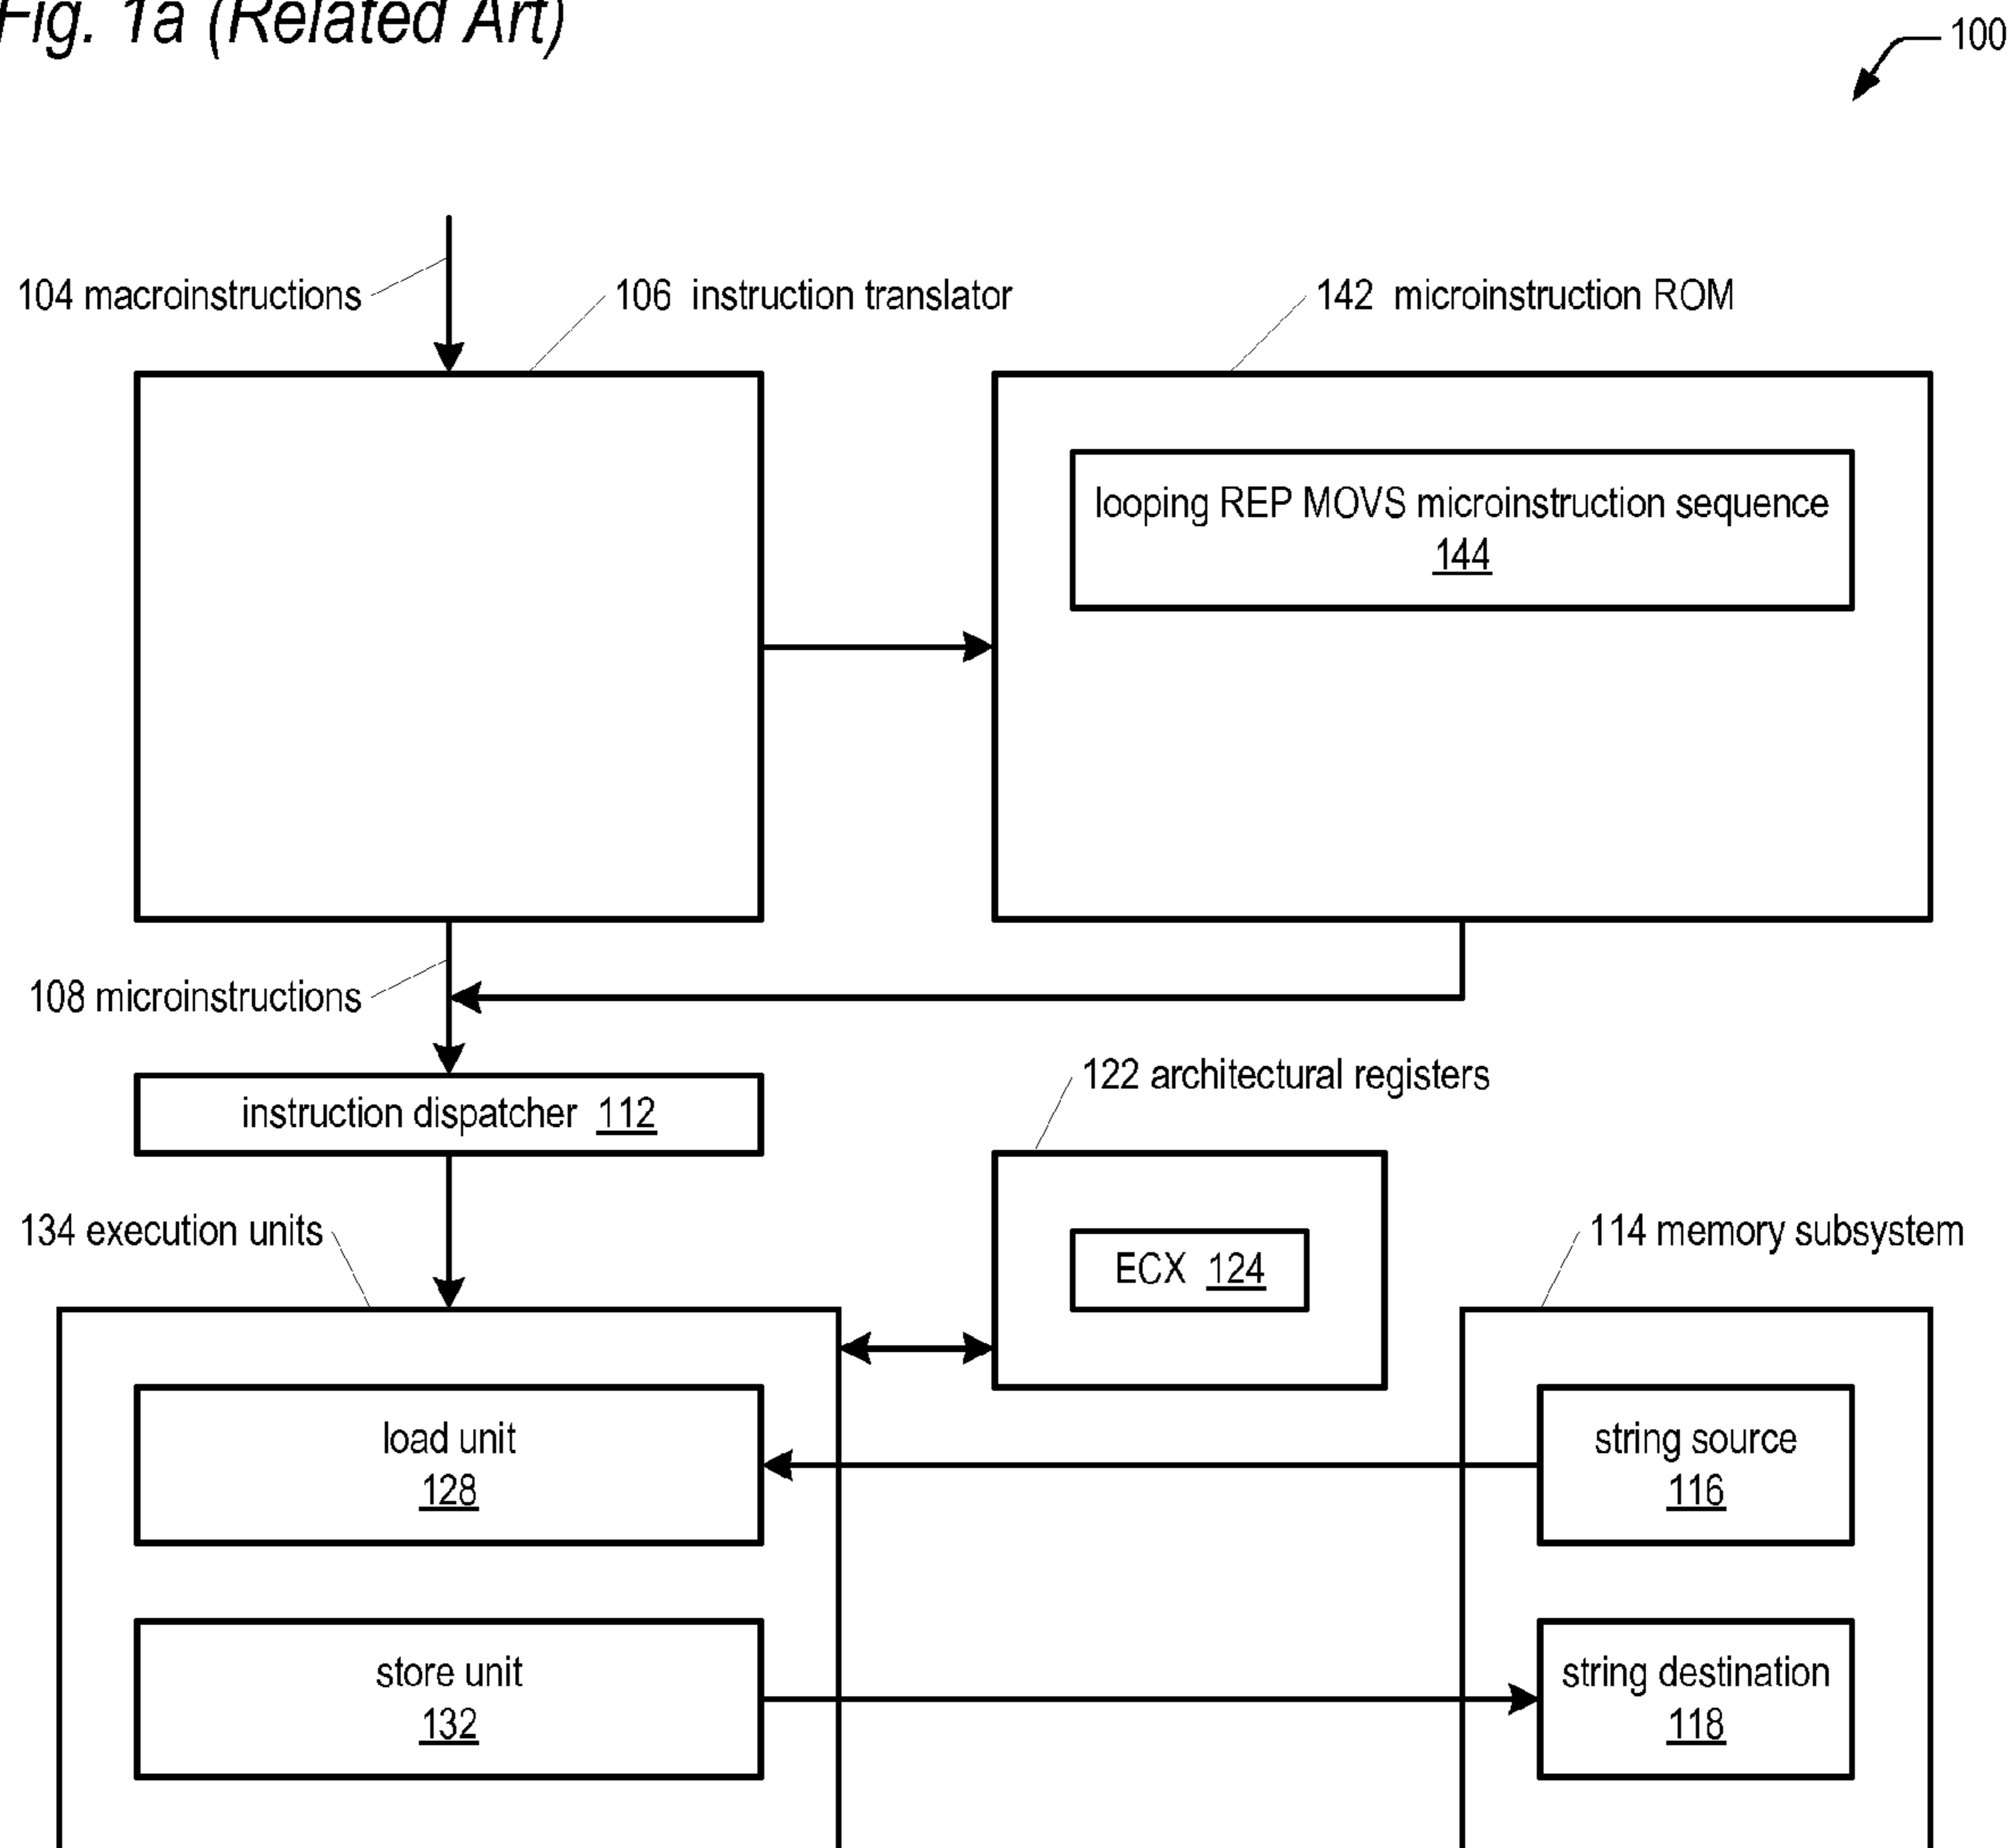 Fig. 1a (Related Art)
100
104 macroinstructions
106 instruction translator
142 microinstruction ROM
looping REP MOVS microinstruction sequence
144
108 microinstructions
122 architectural registers
instruction dispatcher 112
134 execution units
114 memory subsystem
ECX 124
load unit
128
string source
116
store unit
132
string destination
118